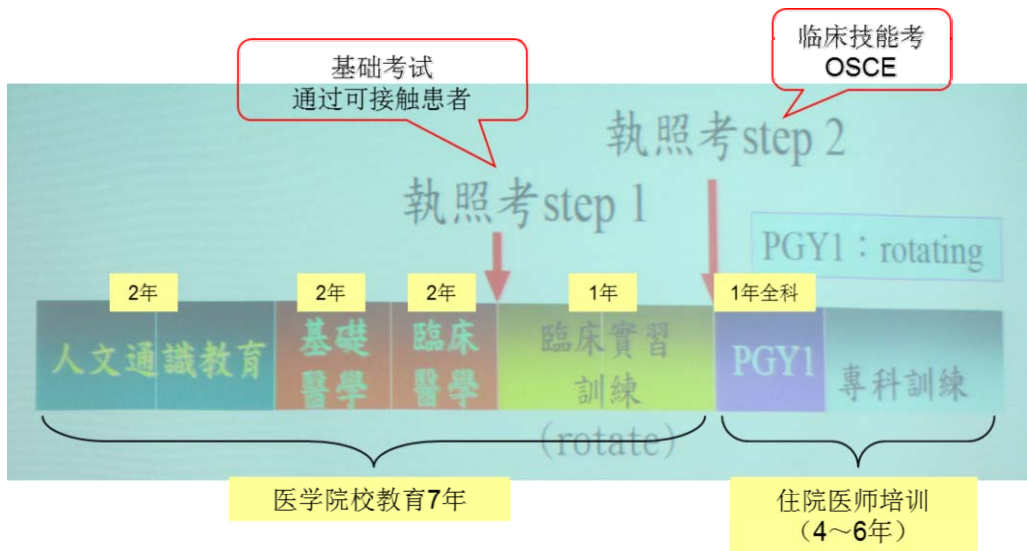 基础考试
通过可接触患者
临床技能考
OSCE
執照考step 2
執照考step 1
PGY1：rotating
2年
2年
2年
1年
1年全科
人文通識教育
基礎
醫學
臨床
醫學
臨床實習
訓練
(rotate)
PGY1
專科訓練
医学院校教育7年
住院医师培训
（4～6年）